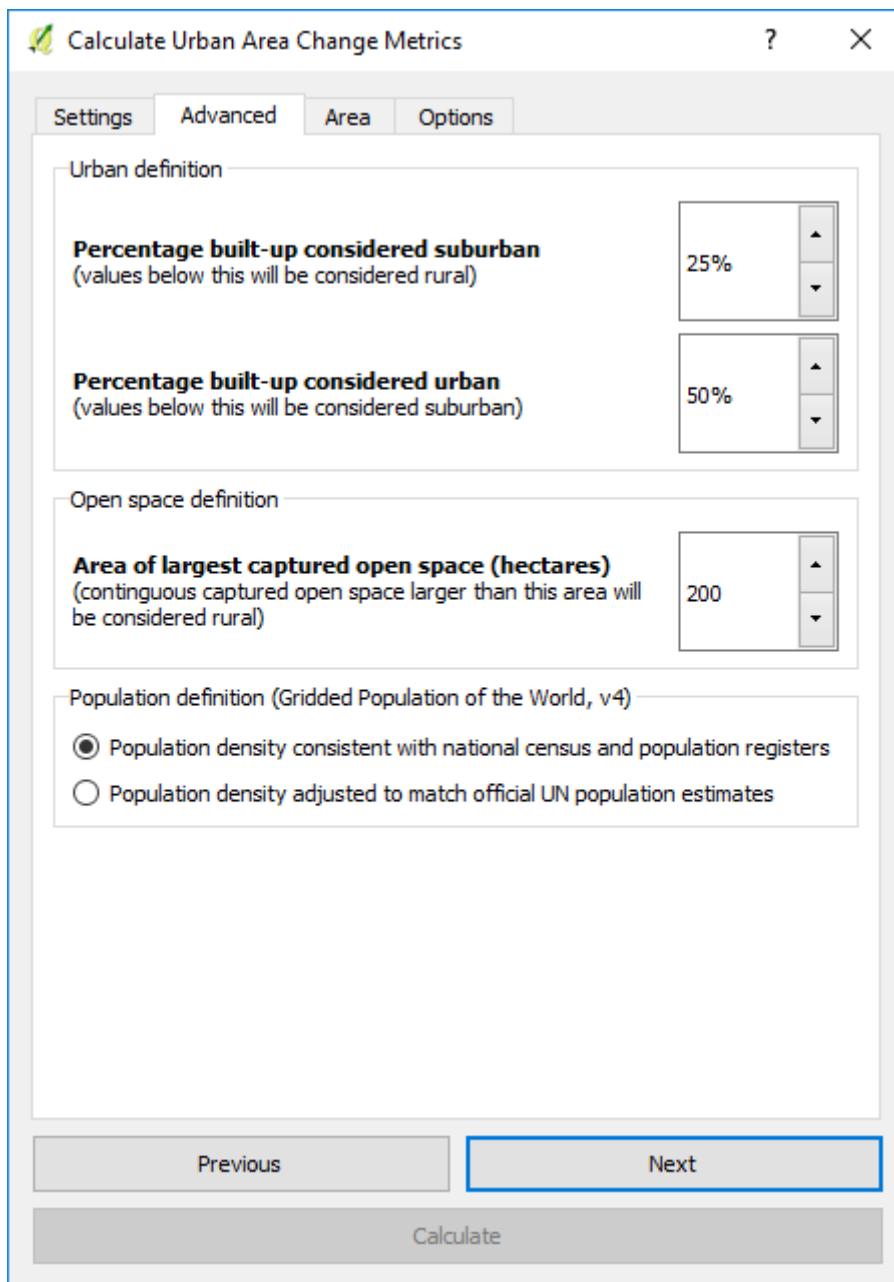 Calculate Urban Area Change Metrics
?
Settings
Advanced
Area
Options
Urban definition
Percentage built-up considered suburban
(values below this will be considered rural)
25%
Percentage built-up considered urban
(values below this will be considered suburban)
50%
Open space definition
Area of largest captured open space (hectares)
(continguous captured open space larger than this area will
be considered rural)
200
Population definition (Gridded Population of the World, v4)
Population density consistent with national census and population registers
Population density adjusted to match official UN population estimates
Previous
Next
Calculate